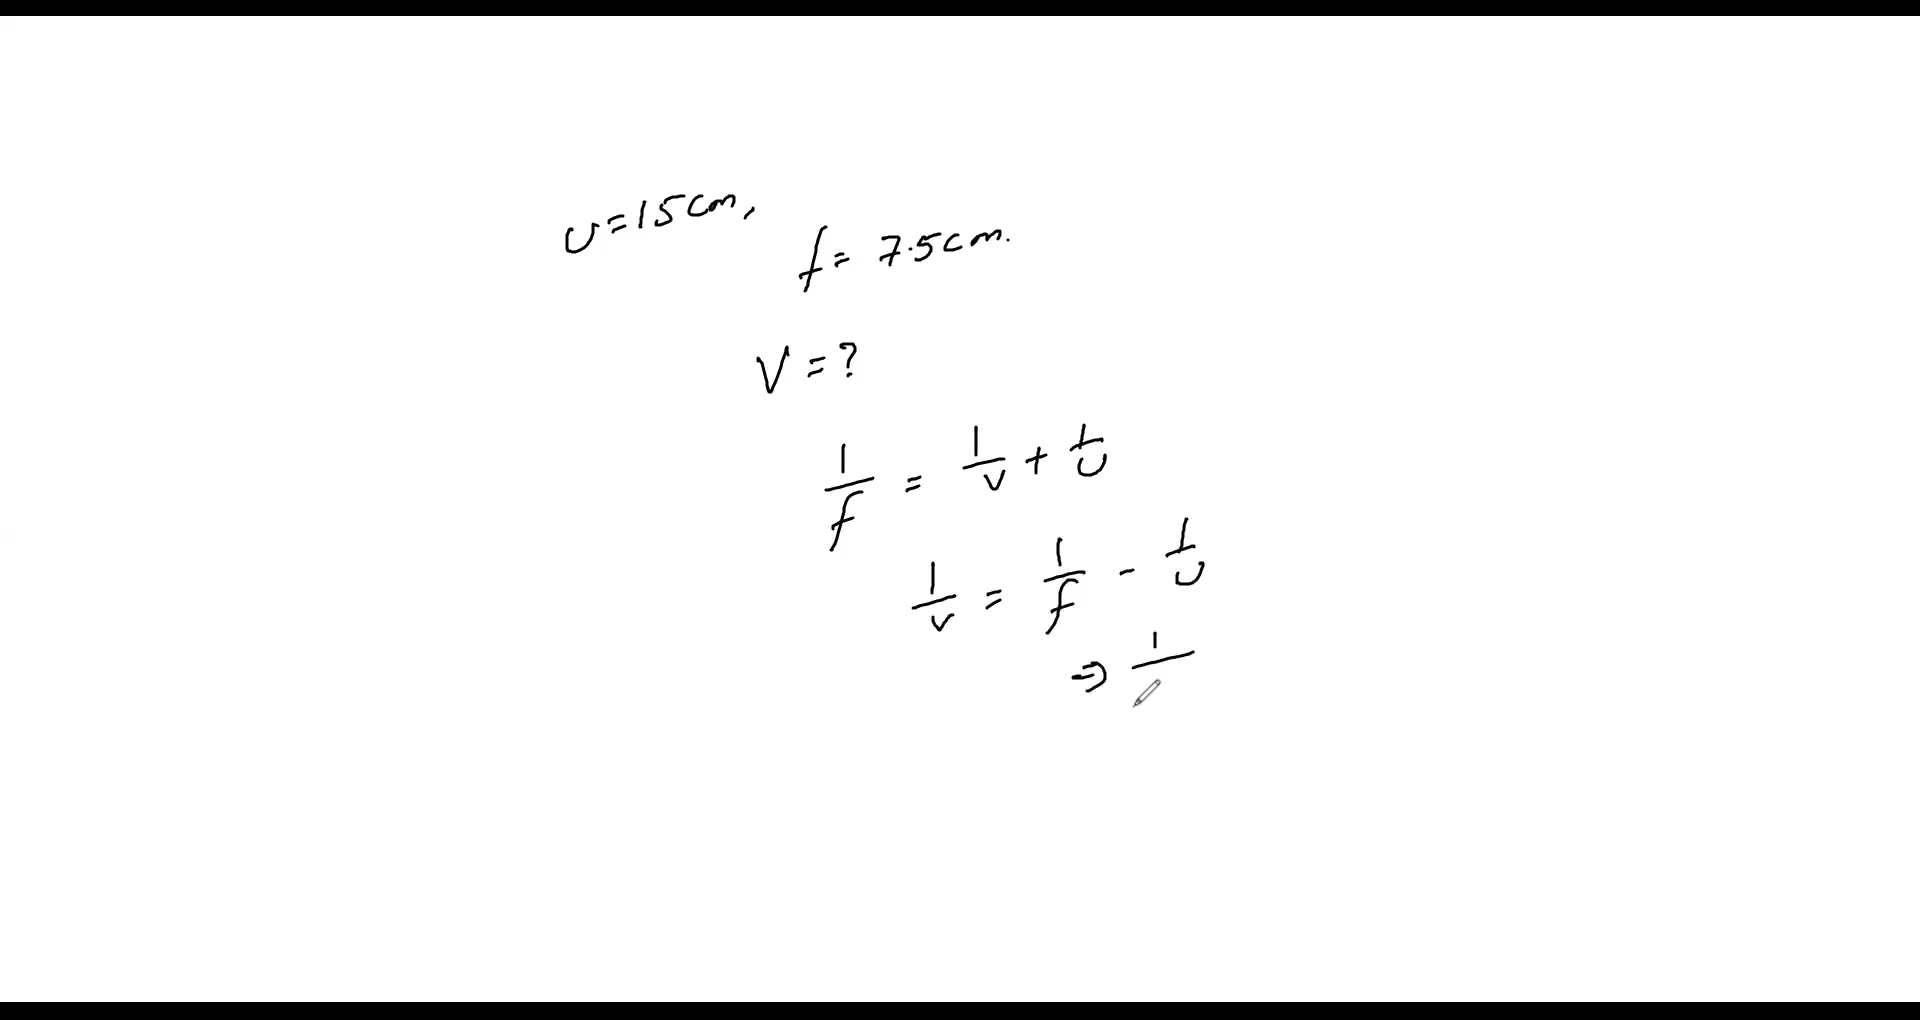 u=15cm,
f= 7.5cm.
V=?
1/f = 1/v + 1/u
1/v = 1/f - 1/u
⇒ 1/